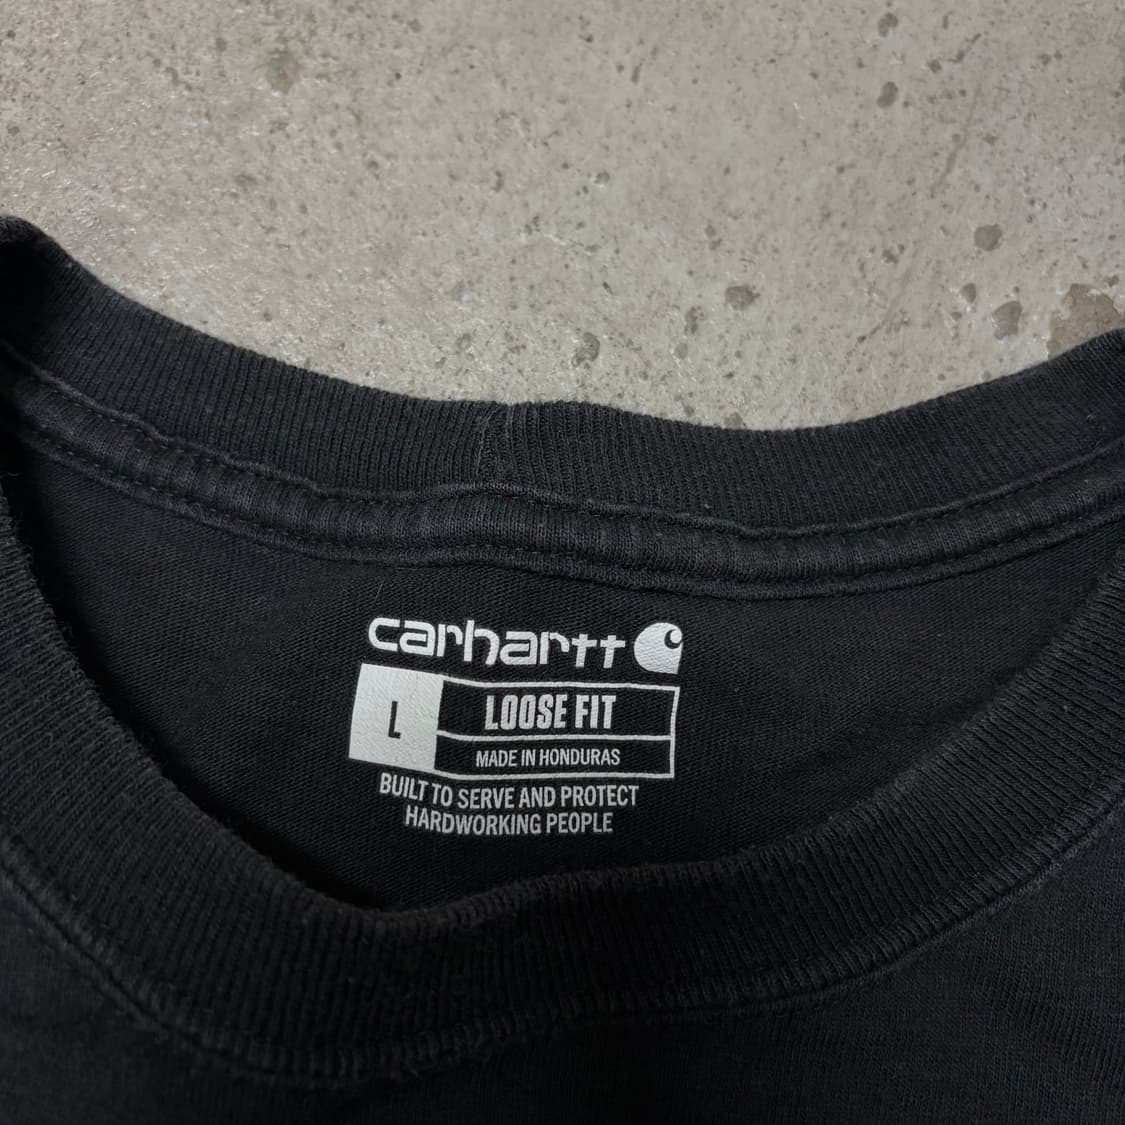 carhartt
L LOOSE FIT
MADE IN HONDURAS
BUILT TO SERVE AND PROTECT
HARDWORKING PEOPLE